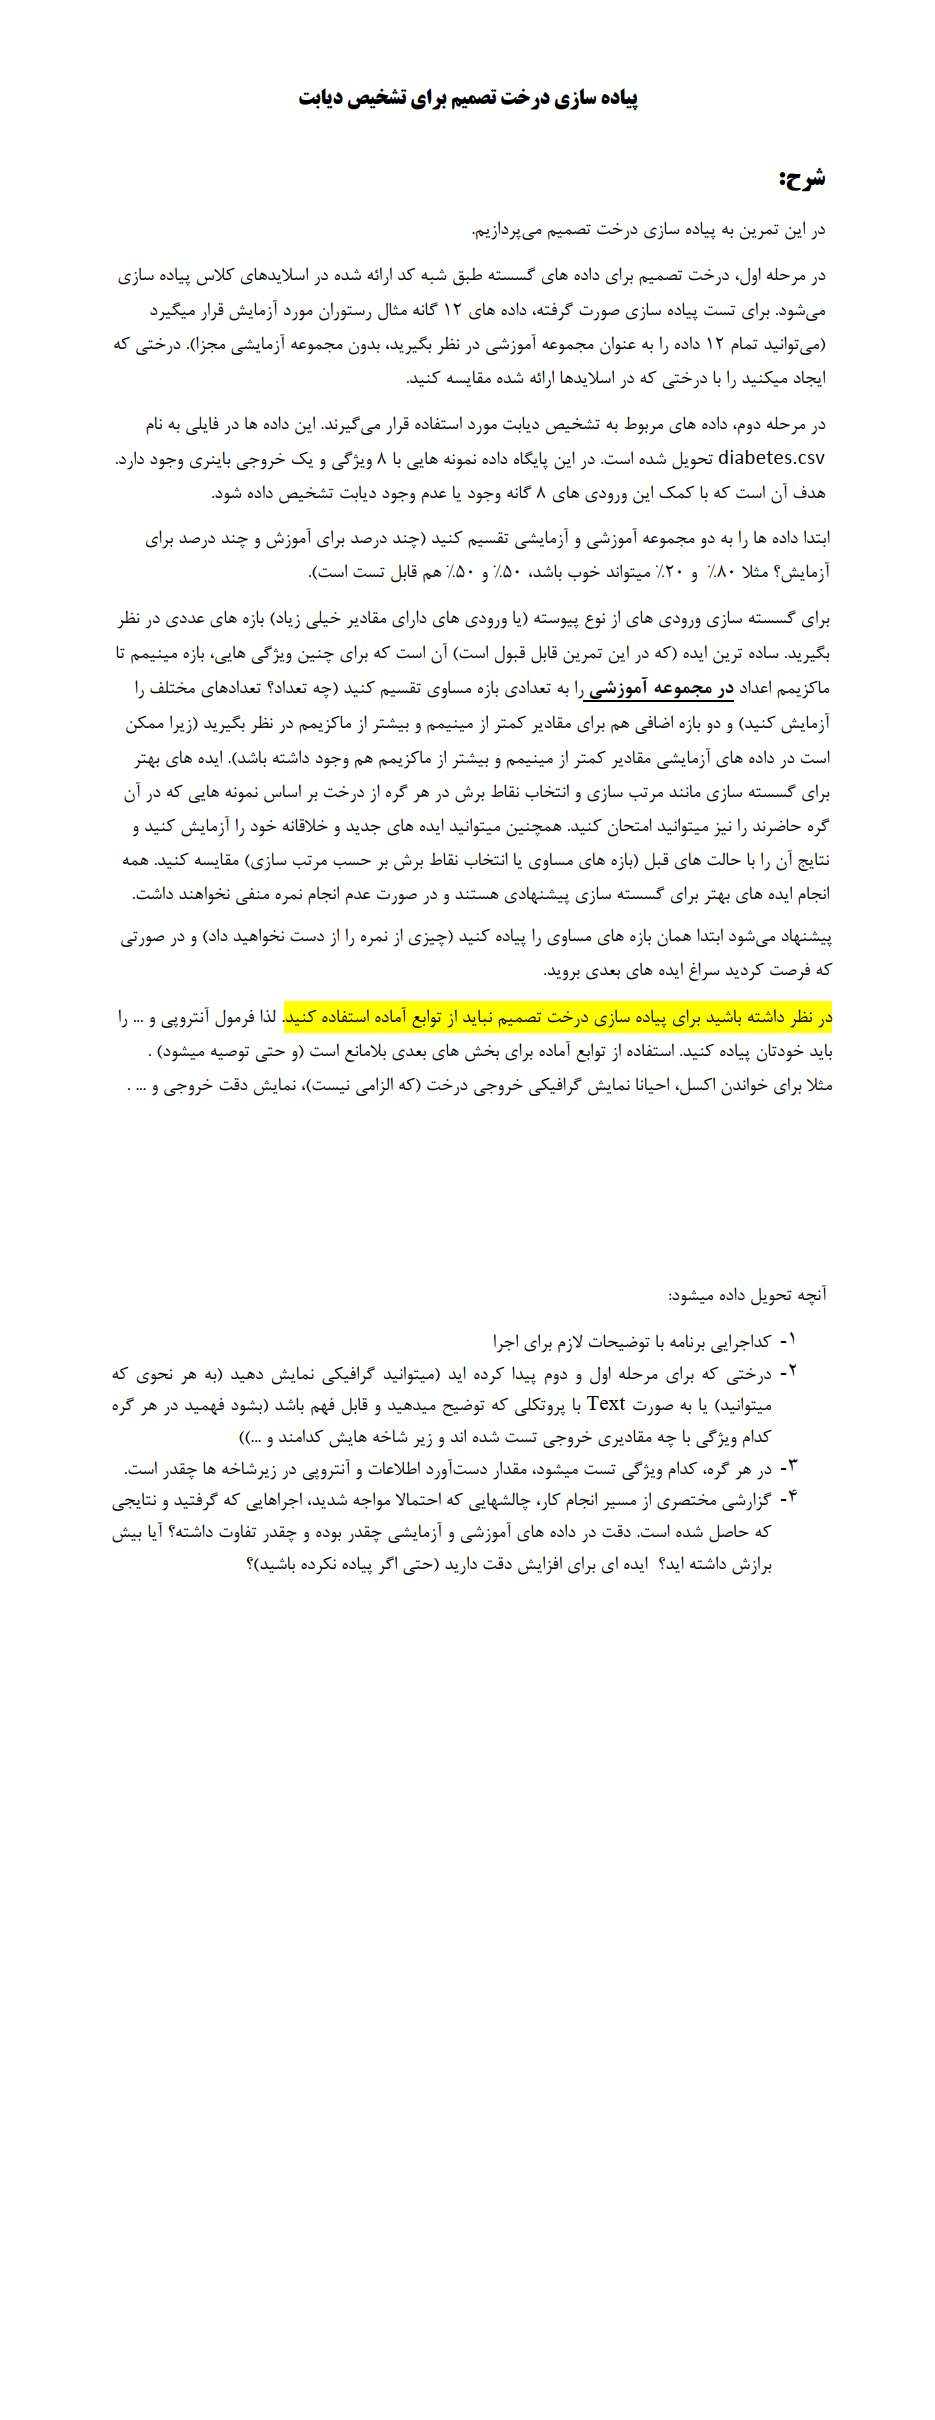 پیاده سازی درخت تصمیم برای تشخیص دیابت
شرح:
در این تمرین به پیاده سازی درخت تصمیم می‌پردازیم.
در مرحله اول، درخت تصمیم برای داده های گسسته طبق شبه کد ارائه شده در اسلایدهای کلاس پیاده سازی
می‌شود. برای تست پیاده سازی صورت گرفته، داده های ۱۲ گانه مثال رستوران مورد آزمایش قرار میگیرد
(می‌توانید تمام ۱۲ داده را به عنوان مجموعه آموزشی در نظر بگیرید، بدون مجموعه آزمایشی مجزا). درختی که
ایجاد میکنید را با درختی که در اسلایدها ارائه شده مقایسه کنید.
در مرحله دوم، داده های مربوط به تشخیص دیابت مورد استفاده قرار می‌گیرند. این داده ها در فایلی به نام
diabetes.csv تحویل شده است. در این پایگاه داده نمونه هایی با ۸ ویژگی و یک خروجی باینری وجود دارد.
هدف آن است که با کمک این ورودی های ۸ گانه وجود یا عدم وجود دیابت تشخیص داده شود.
ابتدا داده ها را به دو مجموعه آموزشی و آزمایشی تقسیم کنید (چند درصد برای آموزش و چند درصد برای
آزمایش؟ مثلا ۸۰٪ و ۲۰٪ میتواند خوب باشد، ۵۰٪ و ۵۰٪ هم قابل تست است).
برای گسسته سازی ورودی های از نوع پیوسته (یا ورودی های دارای مقادیر خیلی زیاد) بازه های عددی در نظر
بگیرید. ساده ترین ایده (که در این تمرین قابل قبول است) آن است که برای چنین ویژگی هایی، بازه مینیمم تا
ماکزیمم اعداد در مجموعه آموزشی را به تعدادی بازه مساوی تقسیم کنید (چه تعداد؟ تعدادهای مختلف را
آزمایش کنید) و دو بازه اضافی هم برای مقادیر کمتر از مینیمم و بیشتر از ماکزیمم در نظر بگیرید (زیرا ممکن
است در داده های آزمایشی مقادیر کمتر از مینیمم و بیشتر از ماکزیمم هم وجود داشته باشد). ایده های بهتر
برای گسسته سازی مانند مرتب سازی و انتخاب نقاط برش در هر گره از درخت بر اساس نمونه هایی که در آن
گره حاضرند را نیز میتوانید امتحان کنید. همچنین میتوانید ایده های جدید و خلاقانه خود را آزمایش کنید و
نتایج آن را با حالت های قبل (بازه های مساوی یا انتخاب نقاط برش بر حسب مرتب سازی) مقایسه کنید. همه
انجام ایده های بهتر برای گسسته سازی پیشنهادی هستند و در صورت عدم انجام نمره منفی نخواهند داشت.
پیشنهاد می‌شود ابتدا همان بازه های مساوی را پیاده کنید (چیزی از نمره را از دست نخواهید داد) و در صورتی
که فرصت کردید سراغ ایده های بعدی بروید.
در نظر داشته باشید برای پیاده سازی درخت تصمیم نباید از توابع آماده استفاده کنید. لذا فرمول آنتروپی و ... را
باید خودتان پیاده کنید. استفاده از توابع آماده برای بخش های بعدی بلامانع است (و حتی توصیه میشود) .
مثلا برای خواندن اکسل، احیانا نمایش گرافیکی خروجی درخت (که الزامی نیست)، نمایش دقت خروجی و ... .
آنچه تحویل داده میشود:
۱- کداجرایی برنامه با توضیحات لازم برای اجرا
۲- درختی که برای مرحله اول و دوم پیدا کرده اید (میتوانید گرافیکی نمایش دهید (به هر نحوی که
میتوانید) یا به صورت Text با پروتکلی که توضیح میدهید و قابل فهم باشد (بشود فهمید در هر گره
کدام ویژگی با چه مقادیری خروجی تست شده اند و زیر شاخه هایش کدامند و ...))
۳- در هر گره، کدام ویژگی تست میشود، مقدار دست‌آورد اطلاعات و آنتروپی در زیرشاخه ها چقدر است.
۴- گزارشی مختصری از مسیر انجام کار، چالشهایی که احتمالا مواجه شدید، اجراهایی که گرفتید و نتایجی
که حاصل شده است. دقت در داده های آموزشی و آزمایشی چقدر بوده و چقدر تفاوت داشته؟ آیا بیش
برازش داشته اید؟ ایده ای برای افزایش دقت دارید (حتی اگر پیاده نکرده باشید)؟